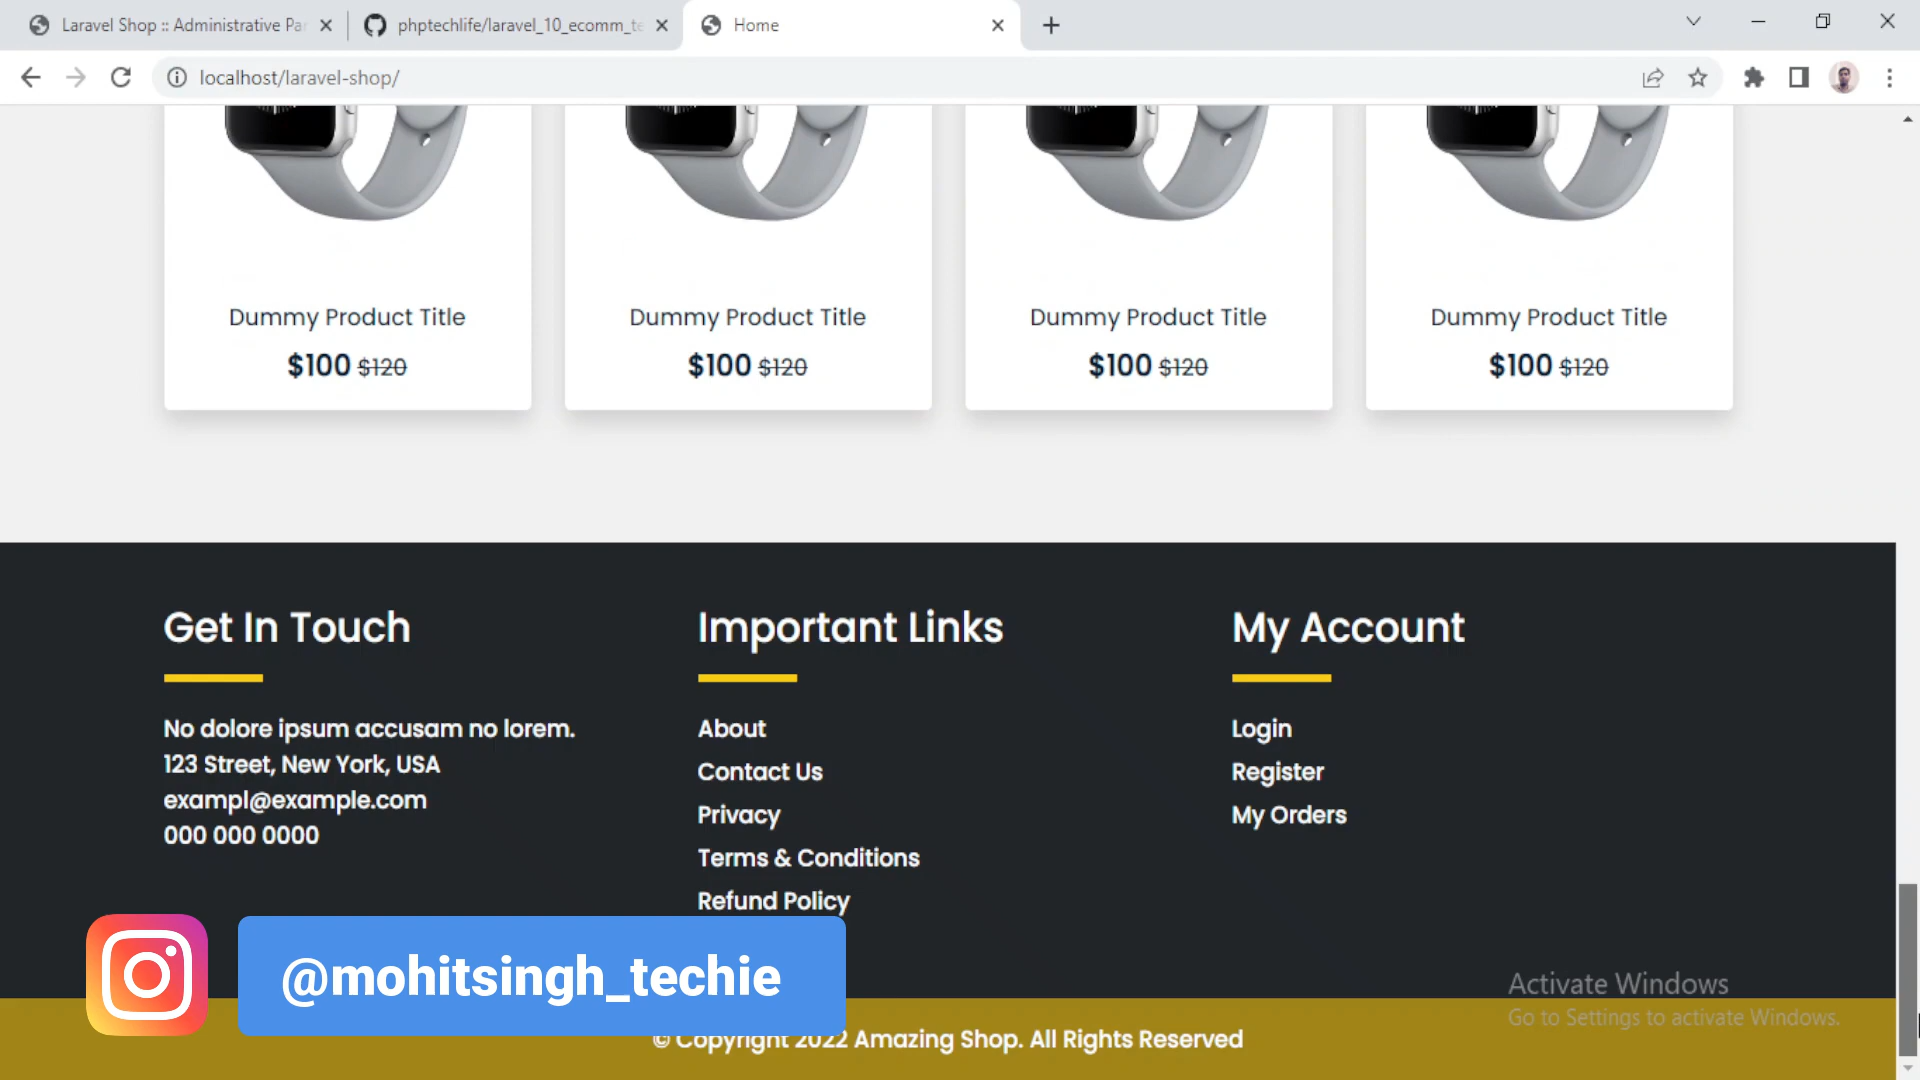 Laravel Shop :: Administrative Pa
phptechlife/laravel_10_ecomm_te
Home
localhost/laravel-shop/
Dummy Product Title
$100 $120
Dummy Product Title
$100 $120
Dummy Product Title
$100 $120
Dummy Product Title
$100 $120
Get In Touch
No dolore ipsum accusam no lorem.
123 Street, New York, USA
exampl@example.com
000 000 0000
Important Links
About
Contact Us
Privacy
Terms & Conditions
Refund Policy
My Account
Login
Register
My Orders
@mohitsingh_techie
Activate Windows
Go to Settings to activate Windows.
© Copyright 2022 Amazing Shop. All Rights Reserved